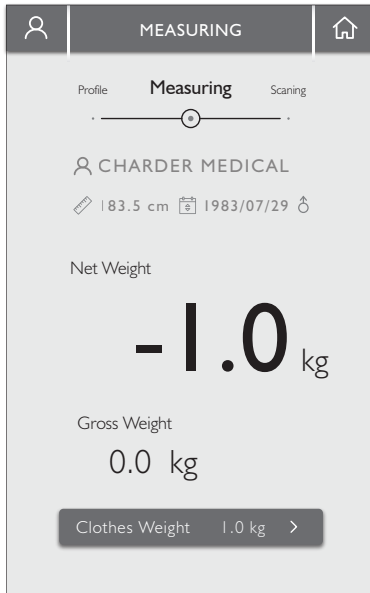 MEASURING
Profile Measuring Scaning
CHARDER MEDICAL
183.5 cm 1983/07/29
Net Weight
-1.0 kg
Gross Weight
0.0 kg
Clothes Weight 1.0 kg